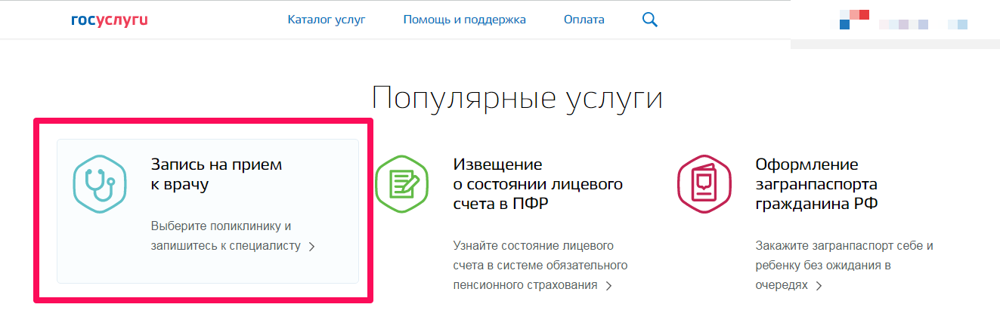 госуслуги
Каталог услуг
Помощь и поддержка
Оплата
Популярные услуги
Запись на прием
к врачу
Выберите поликлинику и
запишитесь к специалисту
Извещение
о состоянии лицевого
счета в ПФР
Узнайте состояние лицевого
счета в системе обязательного
пенсионного страхования
Оформление
загранпаспорта
гражданина РФ
Закажите загранпаспорт себе и
ребенку без ожидания в
очередях